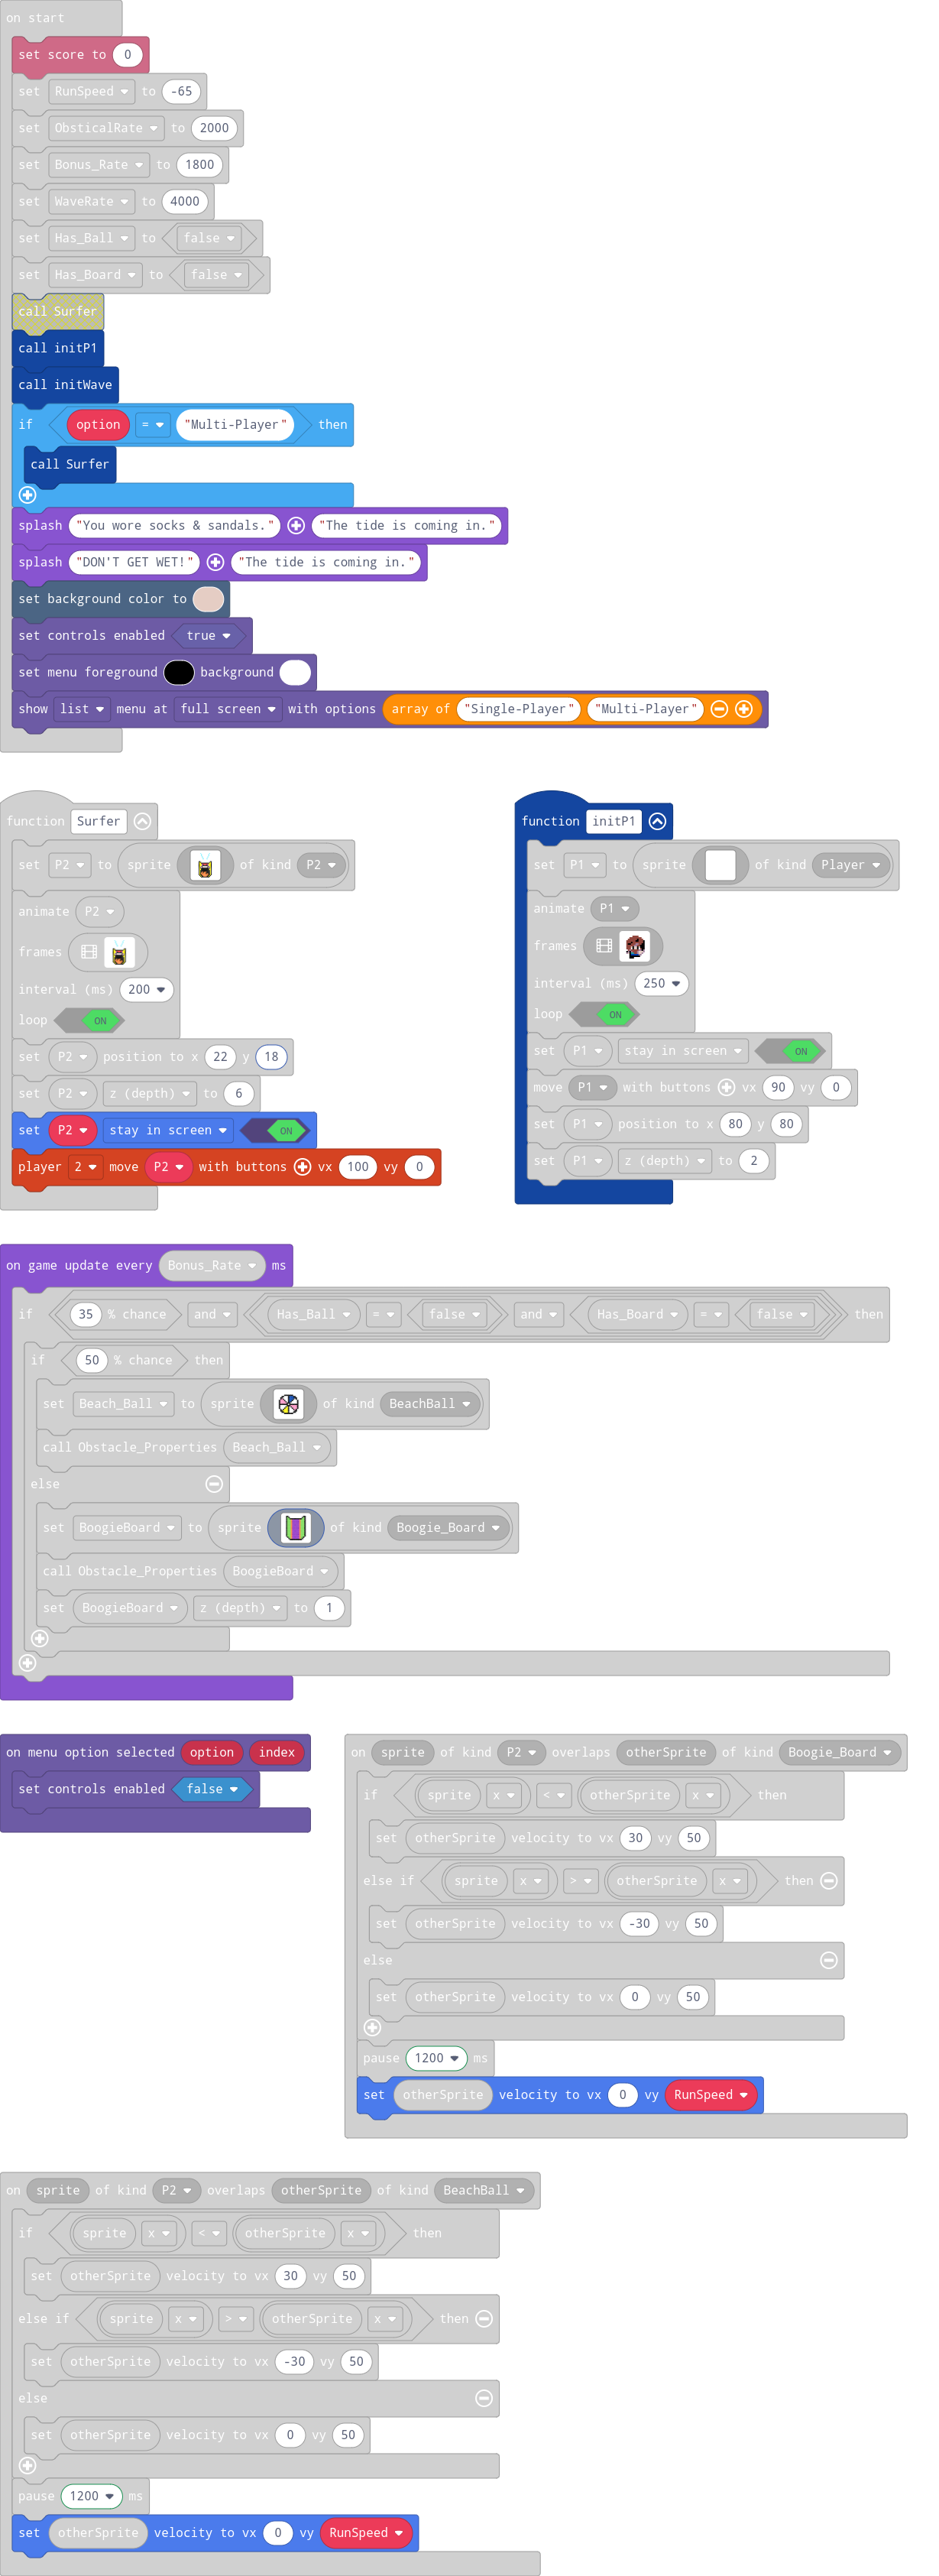 on start
set score to 0
set RunSpeed to -65
set ObsticalRate to 2000
set Bonus_Rate to 1800
set WaveRate to 4000
set Has_Ball to false
set Has_Board to false
call Surfer
call initP1
call initWave
if option = "Multi-Player" then
call Surfer
splash "You wore socks & sandals." "The tide is coming in."
splash "DON'T GET WET!" "The tide is coming in."
set background color to
set controls enabled true
set menu foreground background
show list menu at full screen with options array of "Single-Player" "Multi-Player"
function Surfer
set P2 to sprite of kind P2
animate P2
frames
interval (ms) 200
loop ON
set P2 position to x 22 y 18
set P2 z (depth) to 6
set P2 stay in screen ON
player 2 move P2 with buttons vx 100 vy 0
function initP1
set P1 to sprite of kind Player
animate P1
frames
interval (ms) 250
loop ON
set P1 stay in screen ON
move P1 with buttons vx 90 vy 0
set P1 position to x 80 y 80
set P1 z (depth) to 2
on game update every Bonus_Rate ms
if 35 % chance and Has_Ball = false and Has_Board = false then
if 50 % chance then
set Beach_Ball to sprite of kind BeachBall
call Obstacle_Properties Beach_Ball
else
set BoogieBoard to sprite of kind Boogie_Board
call Obstacle_Properties BoogieBoard
set BoogieBoard z (depth) to 1
on menu option selected option index
set controls enabled false
on sprite of kind P2 overlaps otherSprite of kind Boogie_Board
if sprite x < otherSprite x then
set otherSprite velocity to vx 30 vy 50
else if sprite x > otherSprite x then
set otherSprite velocity to vx -30 vy 50
else
set otherSprite velocity to vx 0 vy 50
pause 1200 ms
set otherSprite velocity to vx 0 vy RunSpeed
on sprite of kind P2 overlaps otherSprite of kind BeachBall
if sprite x < otherSprite x then
set otherSprite velocity to vx 30 vy 50
else if sprite x > otherSprite x then
set otherSprite velocity to vx -30 vy 50
else
set otherSprite velocity to vx 0 vy 50
pause 1200 ms
set otherSprite velocity to vx 0 vy RunSpeed